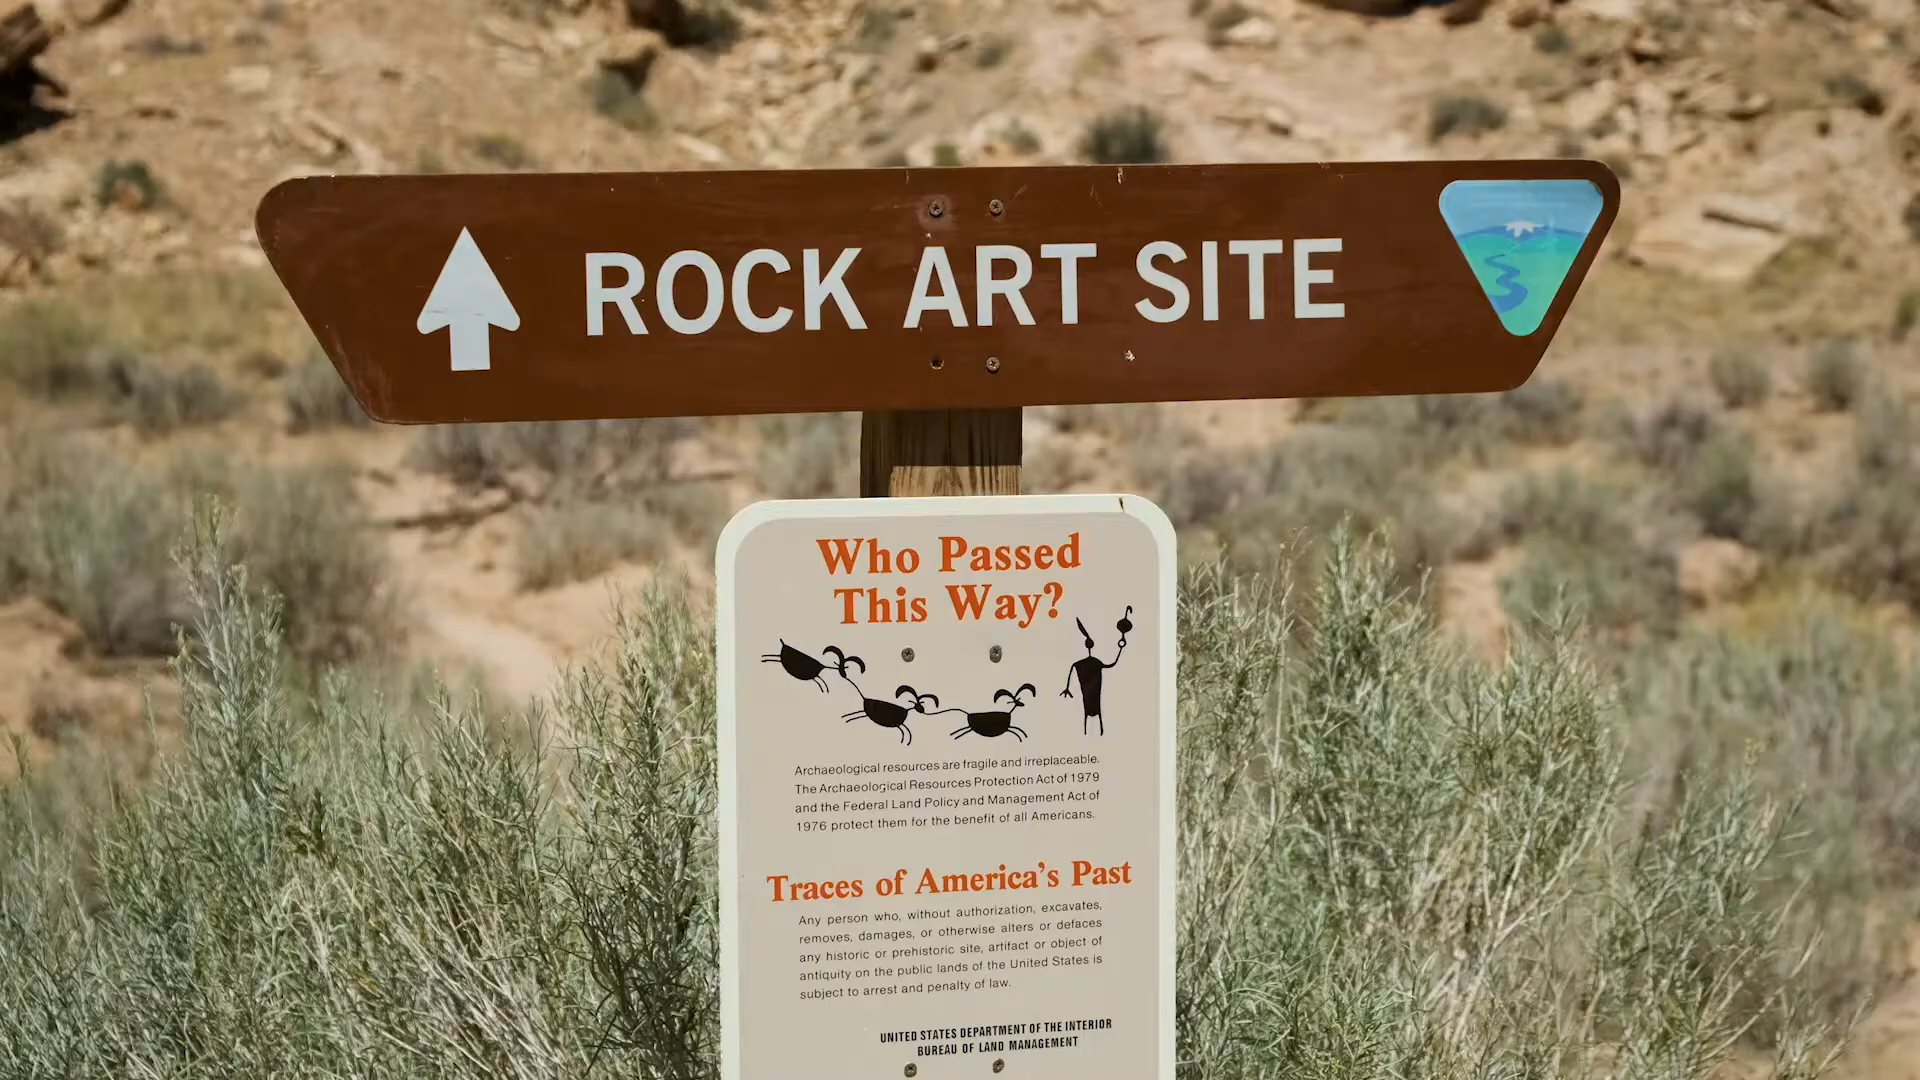 ROCK ART SITE
Who Passed
This Way?
Archaeological resources are fragile and irreplaceable.
The Archaeological Resources Protection Act of 1979
and the Federal Land Policy and Management Act of
1976 protect them for the benefit of all Americans.
Traces of America's Past
Any person who, without authorization, excavates,
removes, damages, or otherwise alters or defaces
any historic or prehistoric site, artifact or object of
antiquity on the public lands of the United States is
subject to arrest and penalty of law.
UNITED STATES DEPARTMENT OF THE INTERIOR
BUREAU OF LAND MANAGEMENT